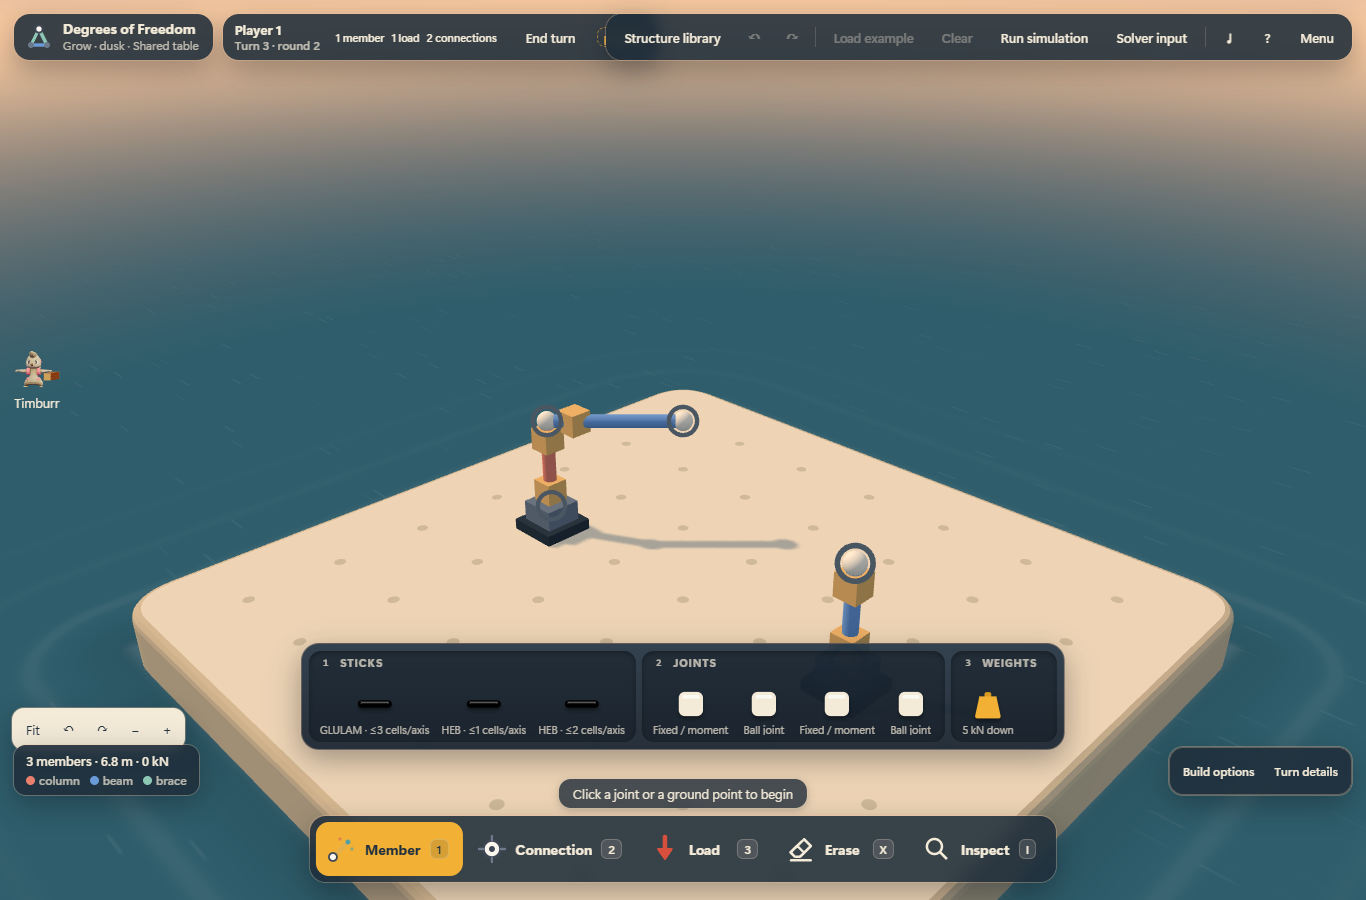 Degrees of Freedom
Grow · dusk · Shared table
Player 1
Turn 3 · round 2
1 member 1 load 2 connections
End turn
Structure library
Load example
Clear
Run simulation
Solver input
?
Menu
Timburr
1 STICKS
2 JOINTS
3 WEIGHTS
GLULAM · ≤3 cells/axis
HEB · ≤1 cells/axis
HEB · ≤2 cells/axis
Fixed / moment
Ball joint
Fixed / moment
Ball joint
5 kN down
Fit
−
+
3 members · 6.8 m · 0 kN
column
beam
brace
Build options
Turn details
Click a joint or a ground point to begin
Member 1
Connection 2
Load 3
Erase X
Inspect I